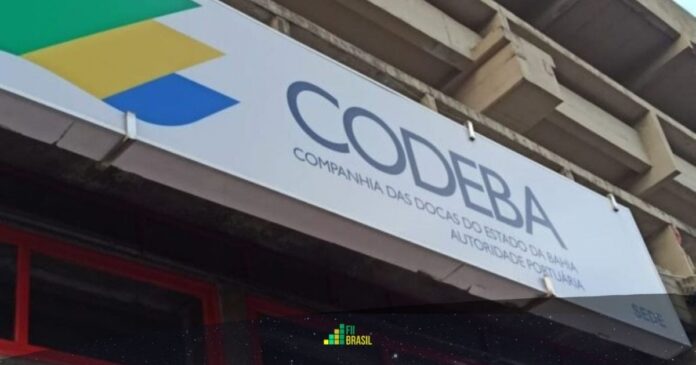 CODEBA
COMPANHIA DAS DOCAS DO ESTADO DA BAHIA
AUTORIDADE PORTUÁRIA
SEDE
FII
BRASIL